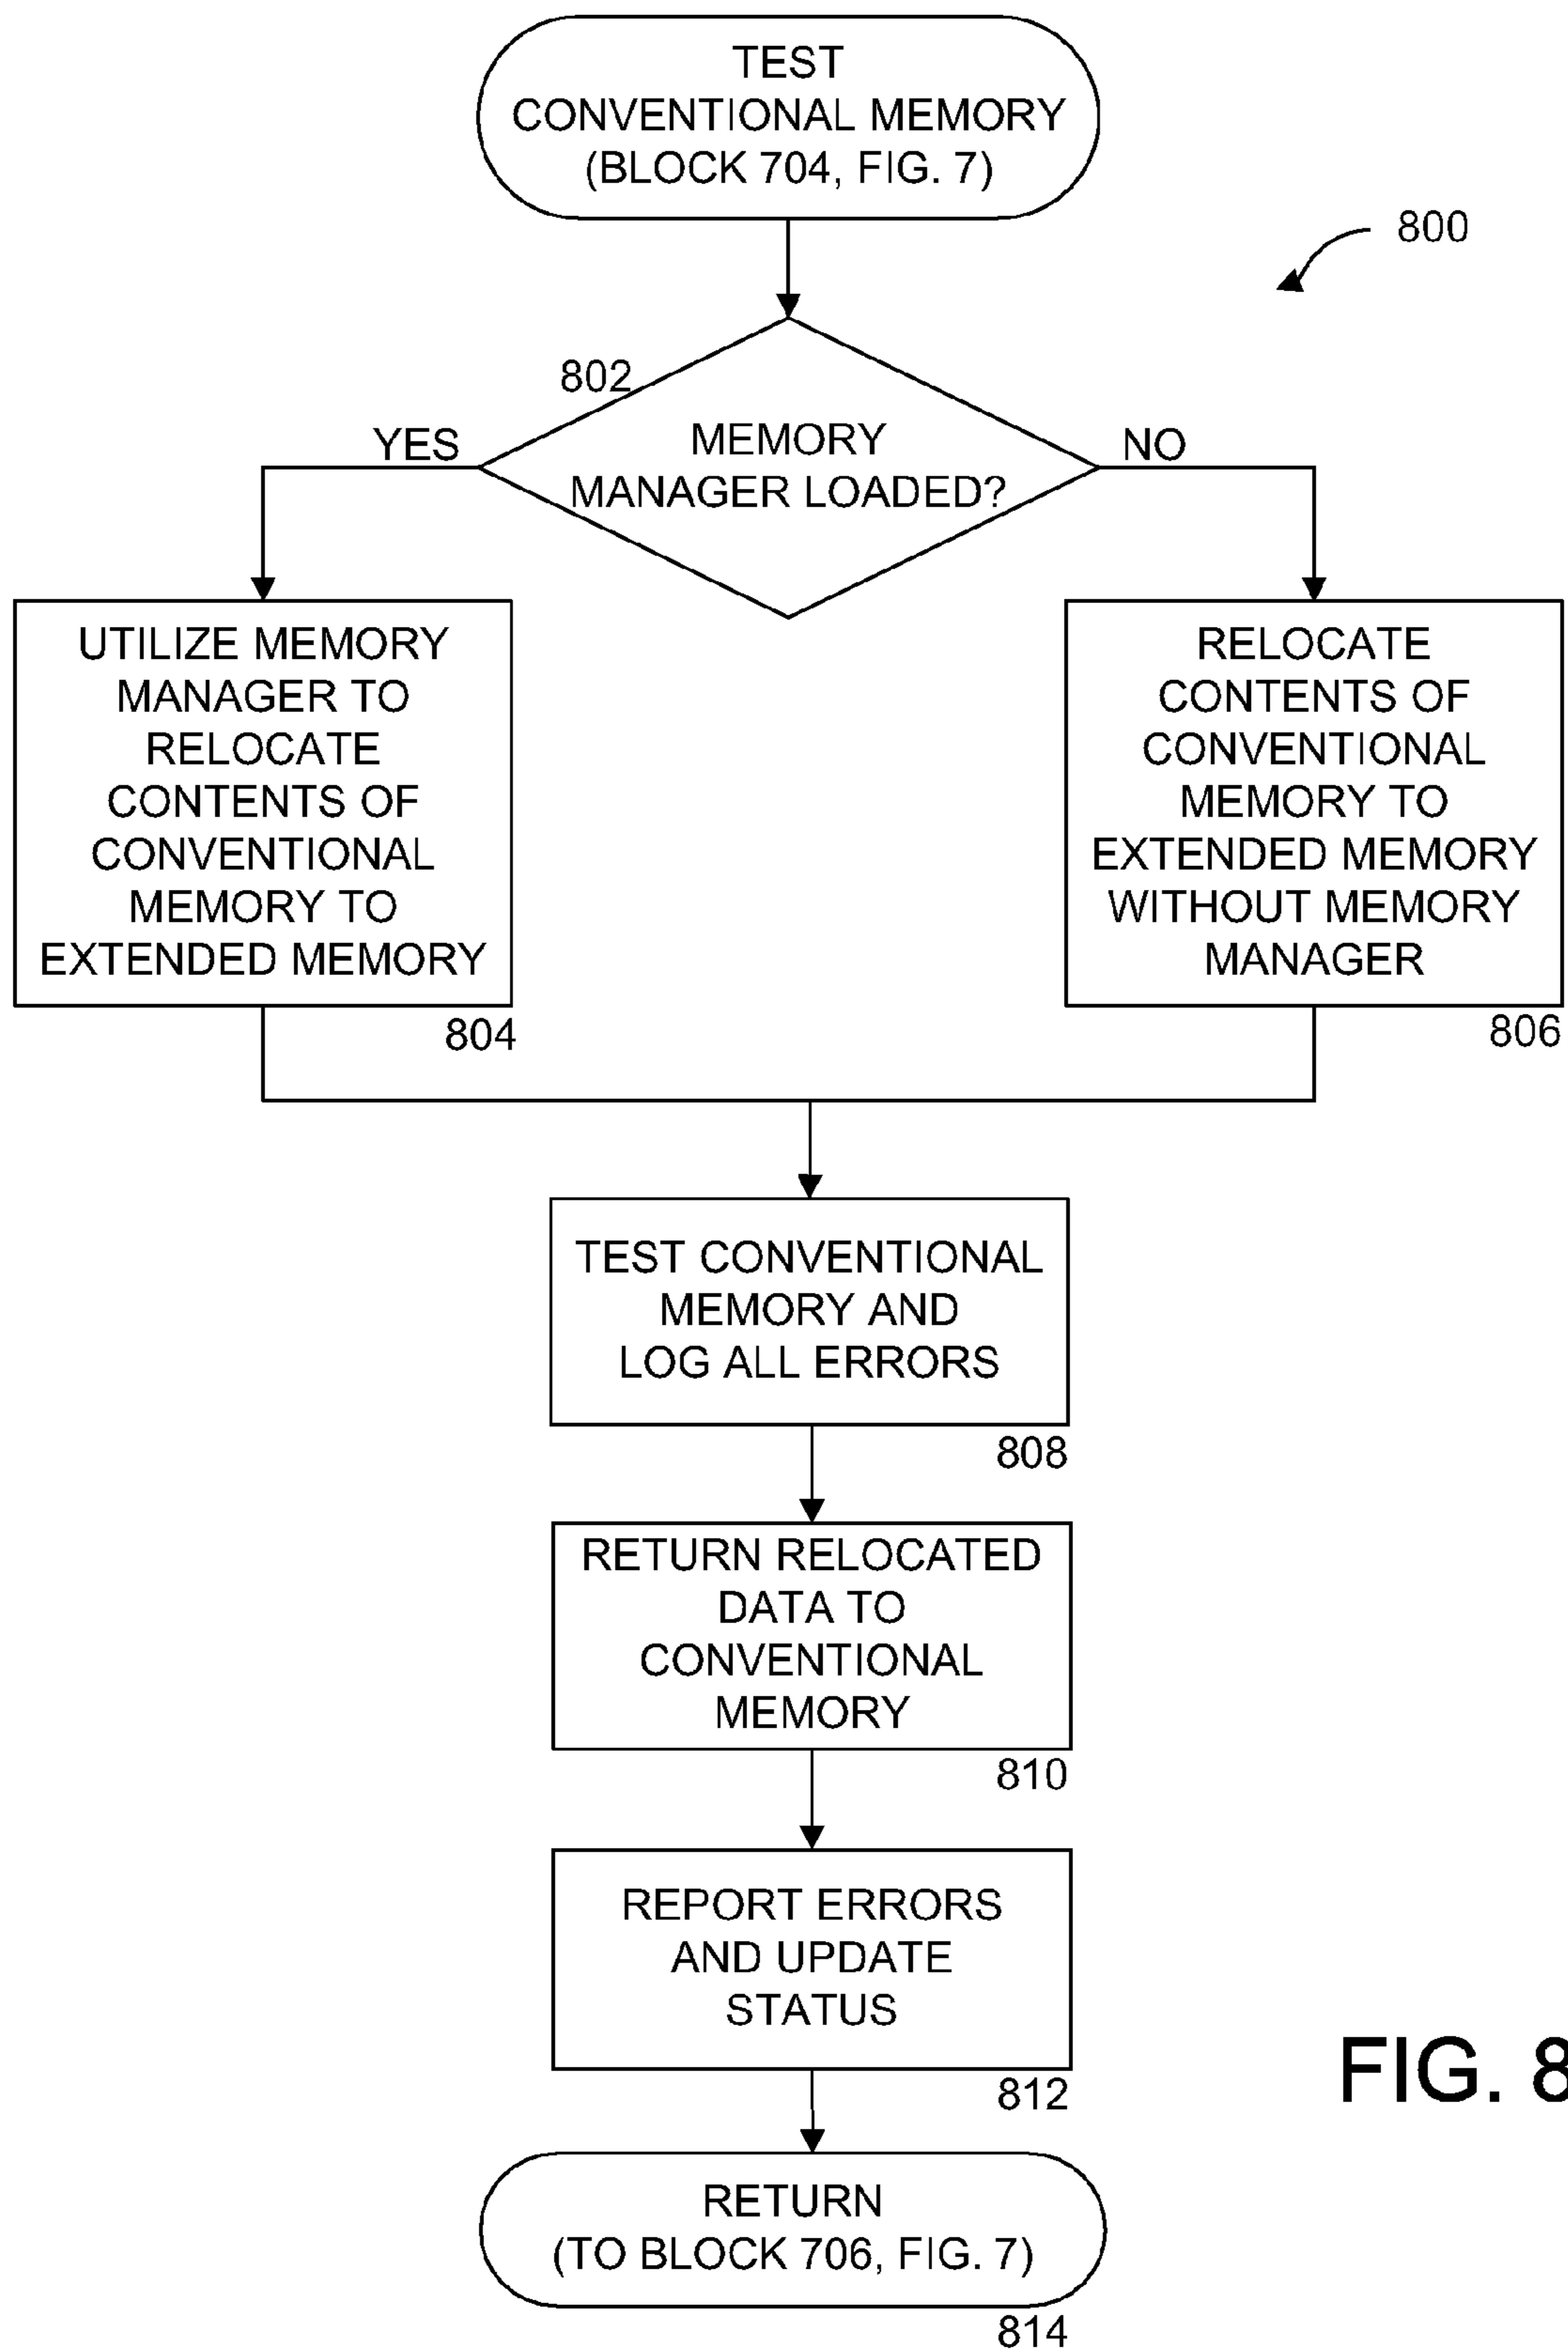 TEST
CONVENTIONAL MEMORY
(BLOCK 704, FIG. 7)
800
802
YES
MEMORY
MANAGER LOADED?
NO
UTILIZE MEMORY
MANAGER TO
RELOCATE
CONTENTS OF
CONVENTIONAL
MEMORY TO
EXTENDED MEMORY
804
RELOCATE
CONTENTS OF
CONVENTIONAL
MEMORY TO
EXTENDED MEMORY
WITHOUT MEMORY
MANAGER
806
TEST CONVENTIONAL
MEMORY AND
LOG ALL ERRORS
808
RETURN RELOCATED
DATA TO
CONVENTIONAL
MEMORY
810
REPORT ERRORS
AND UPDATE
STATUS
812
FIG. 8
RETURN
(TO BLOCK 706, FIG. 7)
814